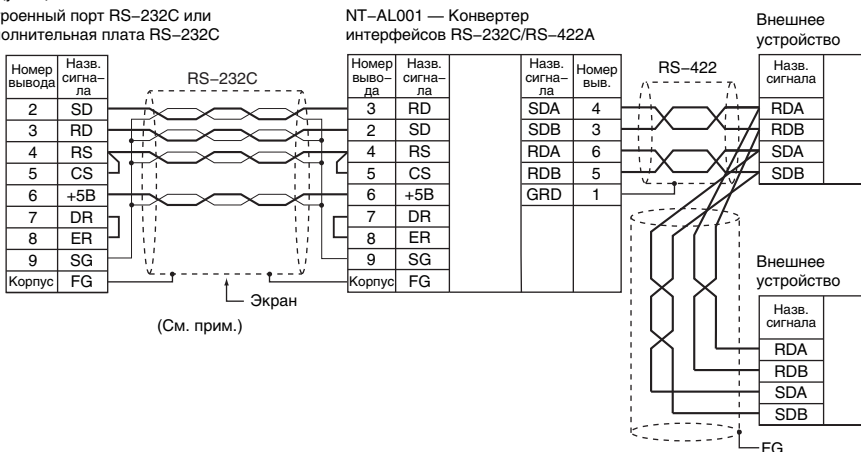 роенный порт RS-232C или
полнительная плата RS-232C
NT-AL001 — Конвертер
интерфейсов RS-232C/RS-422A
Внешнее
устройство
Номер
вывода
Назв.
сигна-
ла
2 SD
3 RD
4 RS
5 CS
6 +5В
7 DR
8 ER
9 SG
Корпус FG
RS-232C
Экран
(См. прим.)
Номер
выво-
да
Назв.
сигна-
ла
3 RD
2 SD
4 RS
5 CS
6 +5В
7 DR
8 ER
9 SG
Корпус FG
Назв.
сигна-
ла
Номер
выв.
SDA 4
SDB 3
RDA 6
RDB 5
GRD 1
RS-422
Назв.
сигнала
RDA
RDB
SDA
SDB
Внешнее
устройство
Назв.
сигнала
RDA
RDB
SDA
SDB
FG